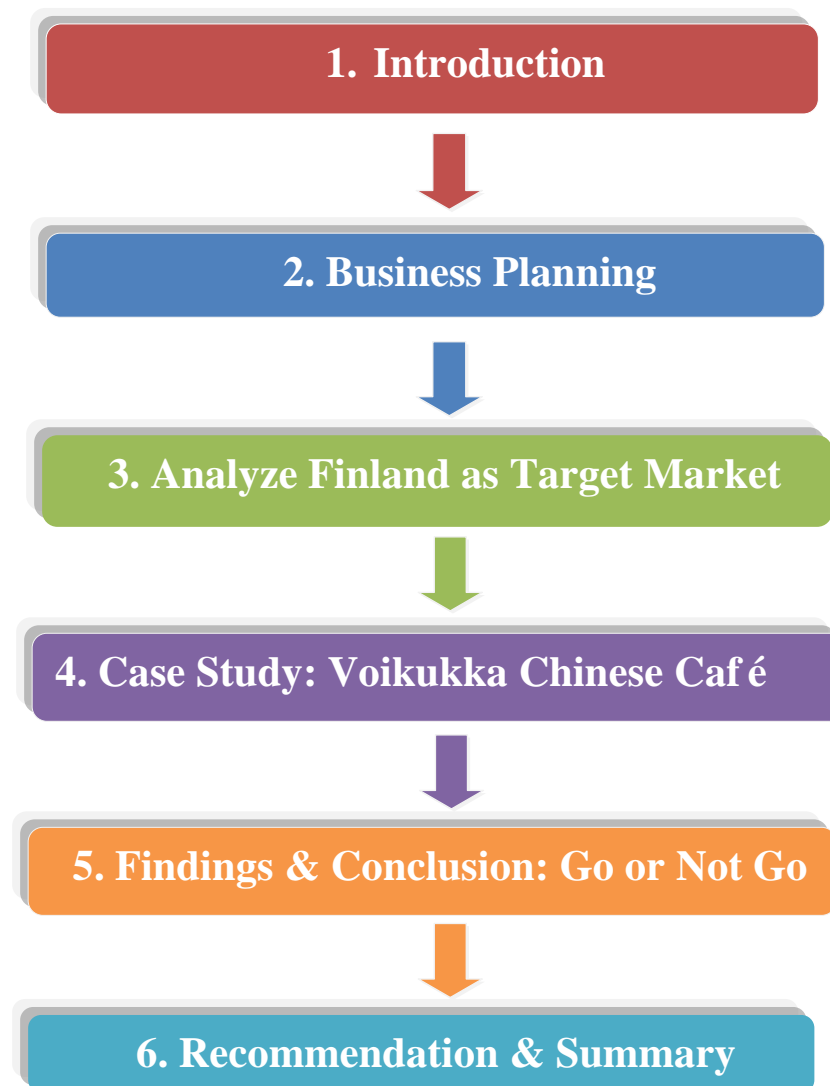 1. Introduction
2. Business Planning
3. Analyze Finland as Target Market
4. Case Study: Voikukka Chinese Café
5. Findings & Conclusion: Go or Not Go
6. Recommendation & Summary